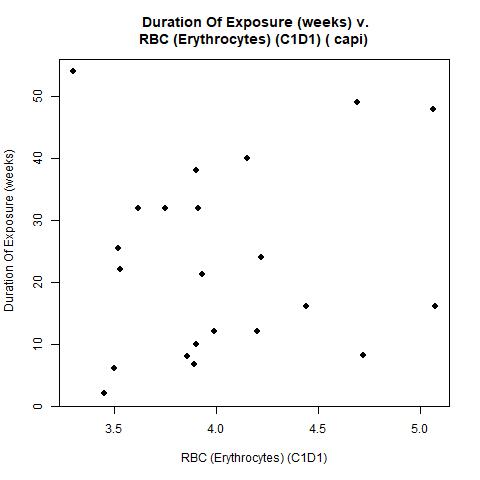 Duration Of Exposure (weeks) v.
RBC (Erythrocytes) (C1D1) ( capi)
Duration Of Exposure (weeks)
50
40
30
20
10
0
3.5 4.0 4.5 5.0
RBC (Erythrocytes) (C1D1)